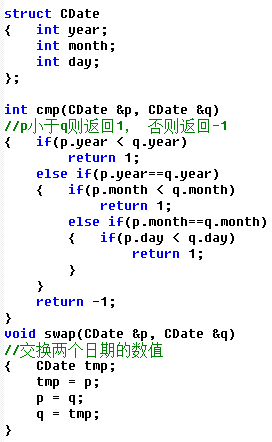 struct CDate
{   int year;
    int month;
    int day;
};

int cmp(CDate &p, CDate &q)
//p小于q则返回1， 否则返回-1
{   if(p.year < q.year)
        return 1;
    else if(p.year==q.year)
    {   if(p.month < q.month)
            return 1;
        else if(p.month==q.month)
        {   if(p.day < q.day)
                return 1;
        }
    }
    return -1;
}
void swap(CDate &p, CDate &q)
//交换两个日期的数值
{   CDate tmp;
    tmp = p;
    p = q;
    q = tmp;
}